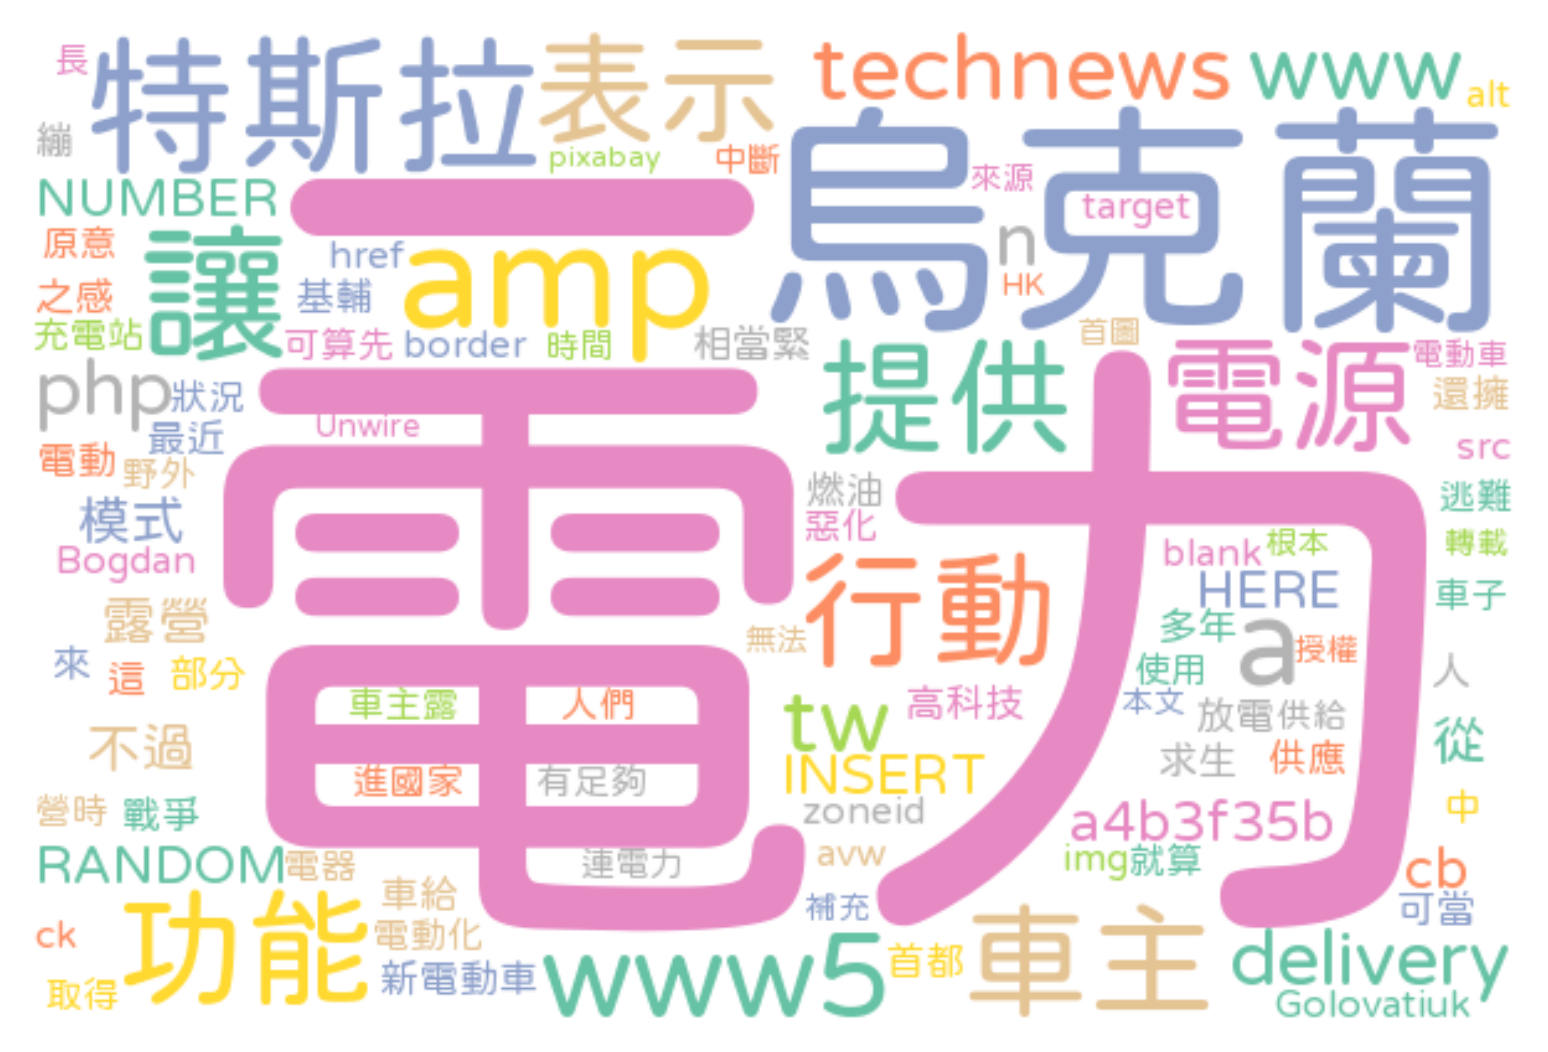 長
特斯拉
表示
technews
www
alt
繃
pixabay
中斷
烏克蘭
來源
target
NUMBER
一
原意
讓
href
amp
n
HK
之感
基輔
充電站
可算先
border
時間
相當緊
首圖
php
狀況
電力
提供
電源
電動車
還擁
最近
Unwire
電動
野外
src
模式
燃油
惡化
逃難
Bogdan
行動
blank
根本
轉載
HERE
車子
露營
無法
多年
a
授權
來
這
部分
使用
人
車主露
人們
tw
高科技
本文
放電供給
不過
從
進國家
有足夠
INSERT
求生
供應
營時
戰爭
zoneid
a4b3f35b
中
RANDOM
電器
連電力
avw
img
就算
cb
功能
車給
補充
車主
可當
ck
電動化
delivery
取得
新電動車
www5
首都
Golovatiuk